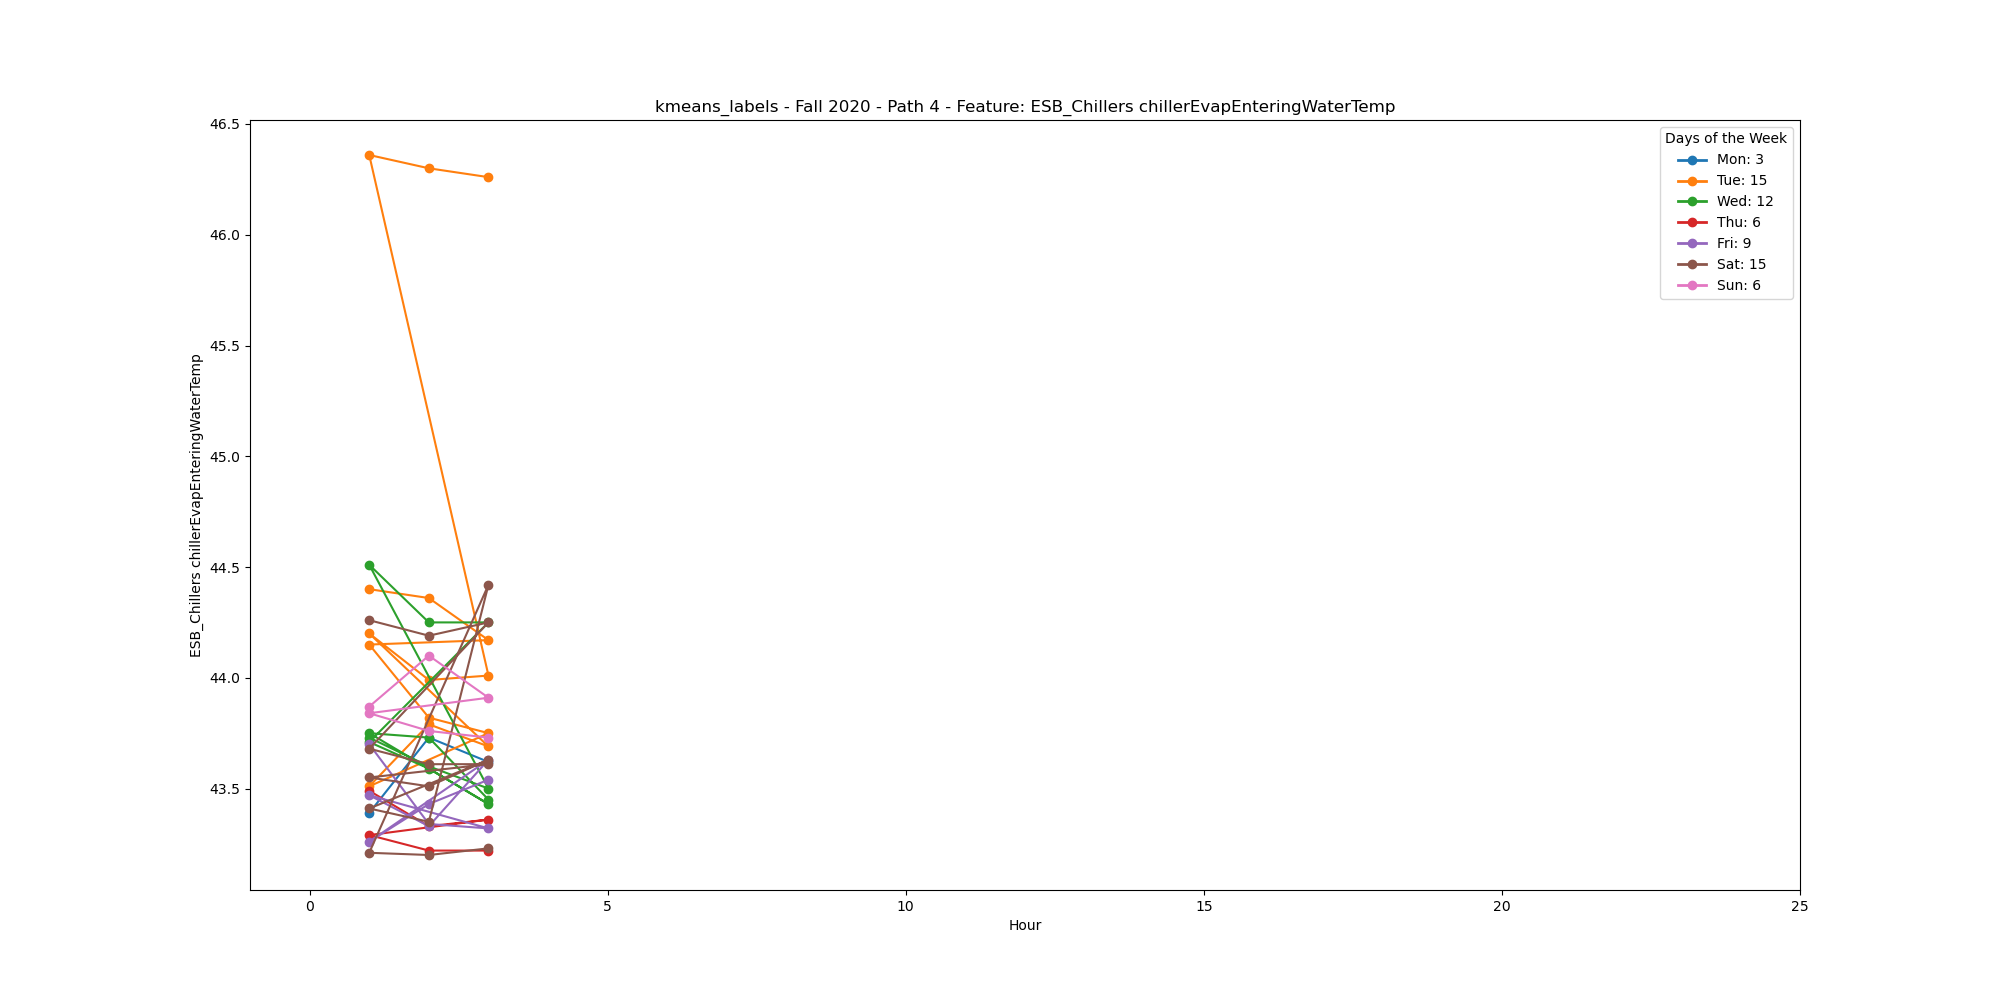 kmeans_labels - Fall 2020 - Path 4 - Feature: ESB_Chillers chillerEvapEnteringWaterTemp
46.5
46.0
45.5
45.0
44.5
44.0
43.5
ESB_Chillers chillerEvapEnteringWaterTemp
Days of the Week
Mon: 3
Tue: 15
Wed: 12
Thu: 6
Fri: 9
Sat: 15
Sun: 6
0 5 10 15 20 25
Hour